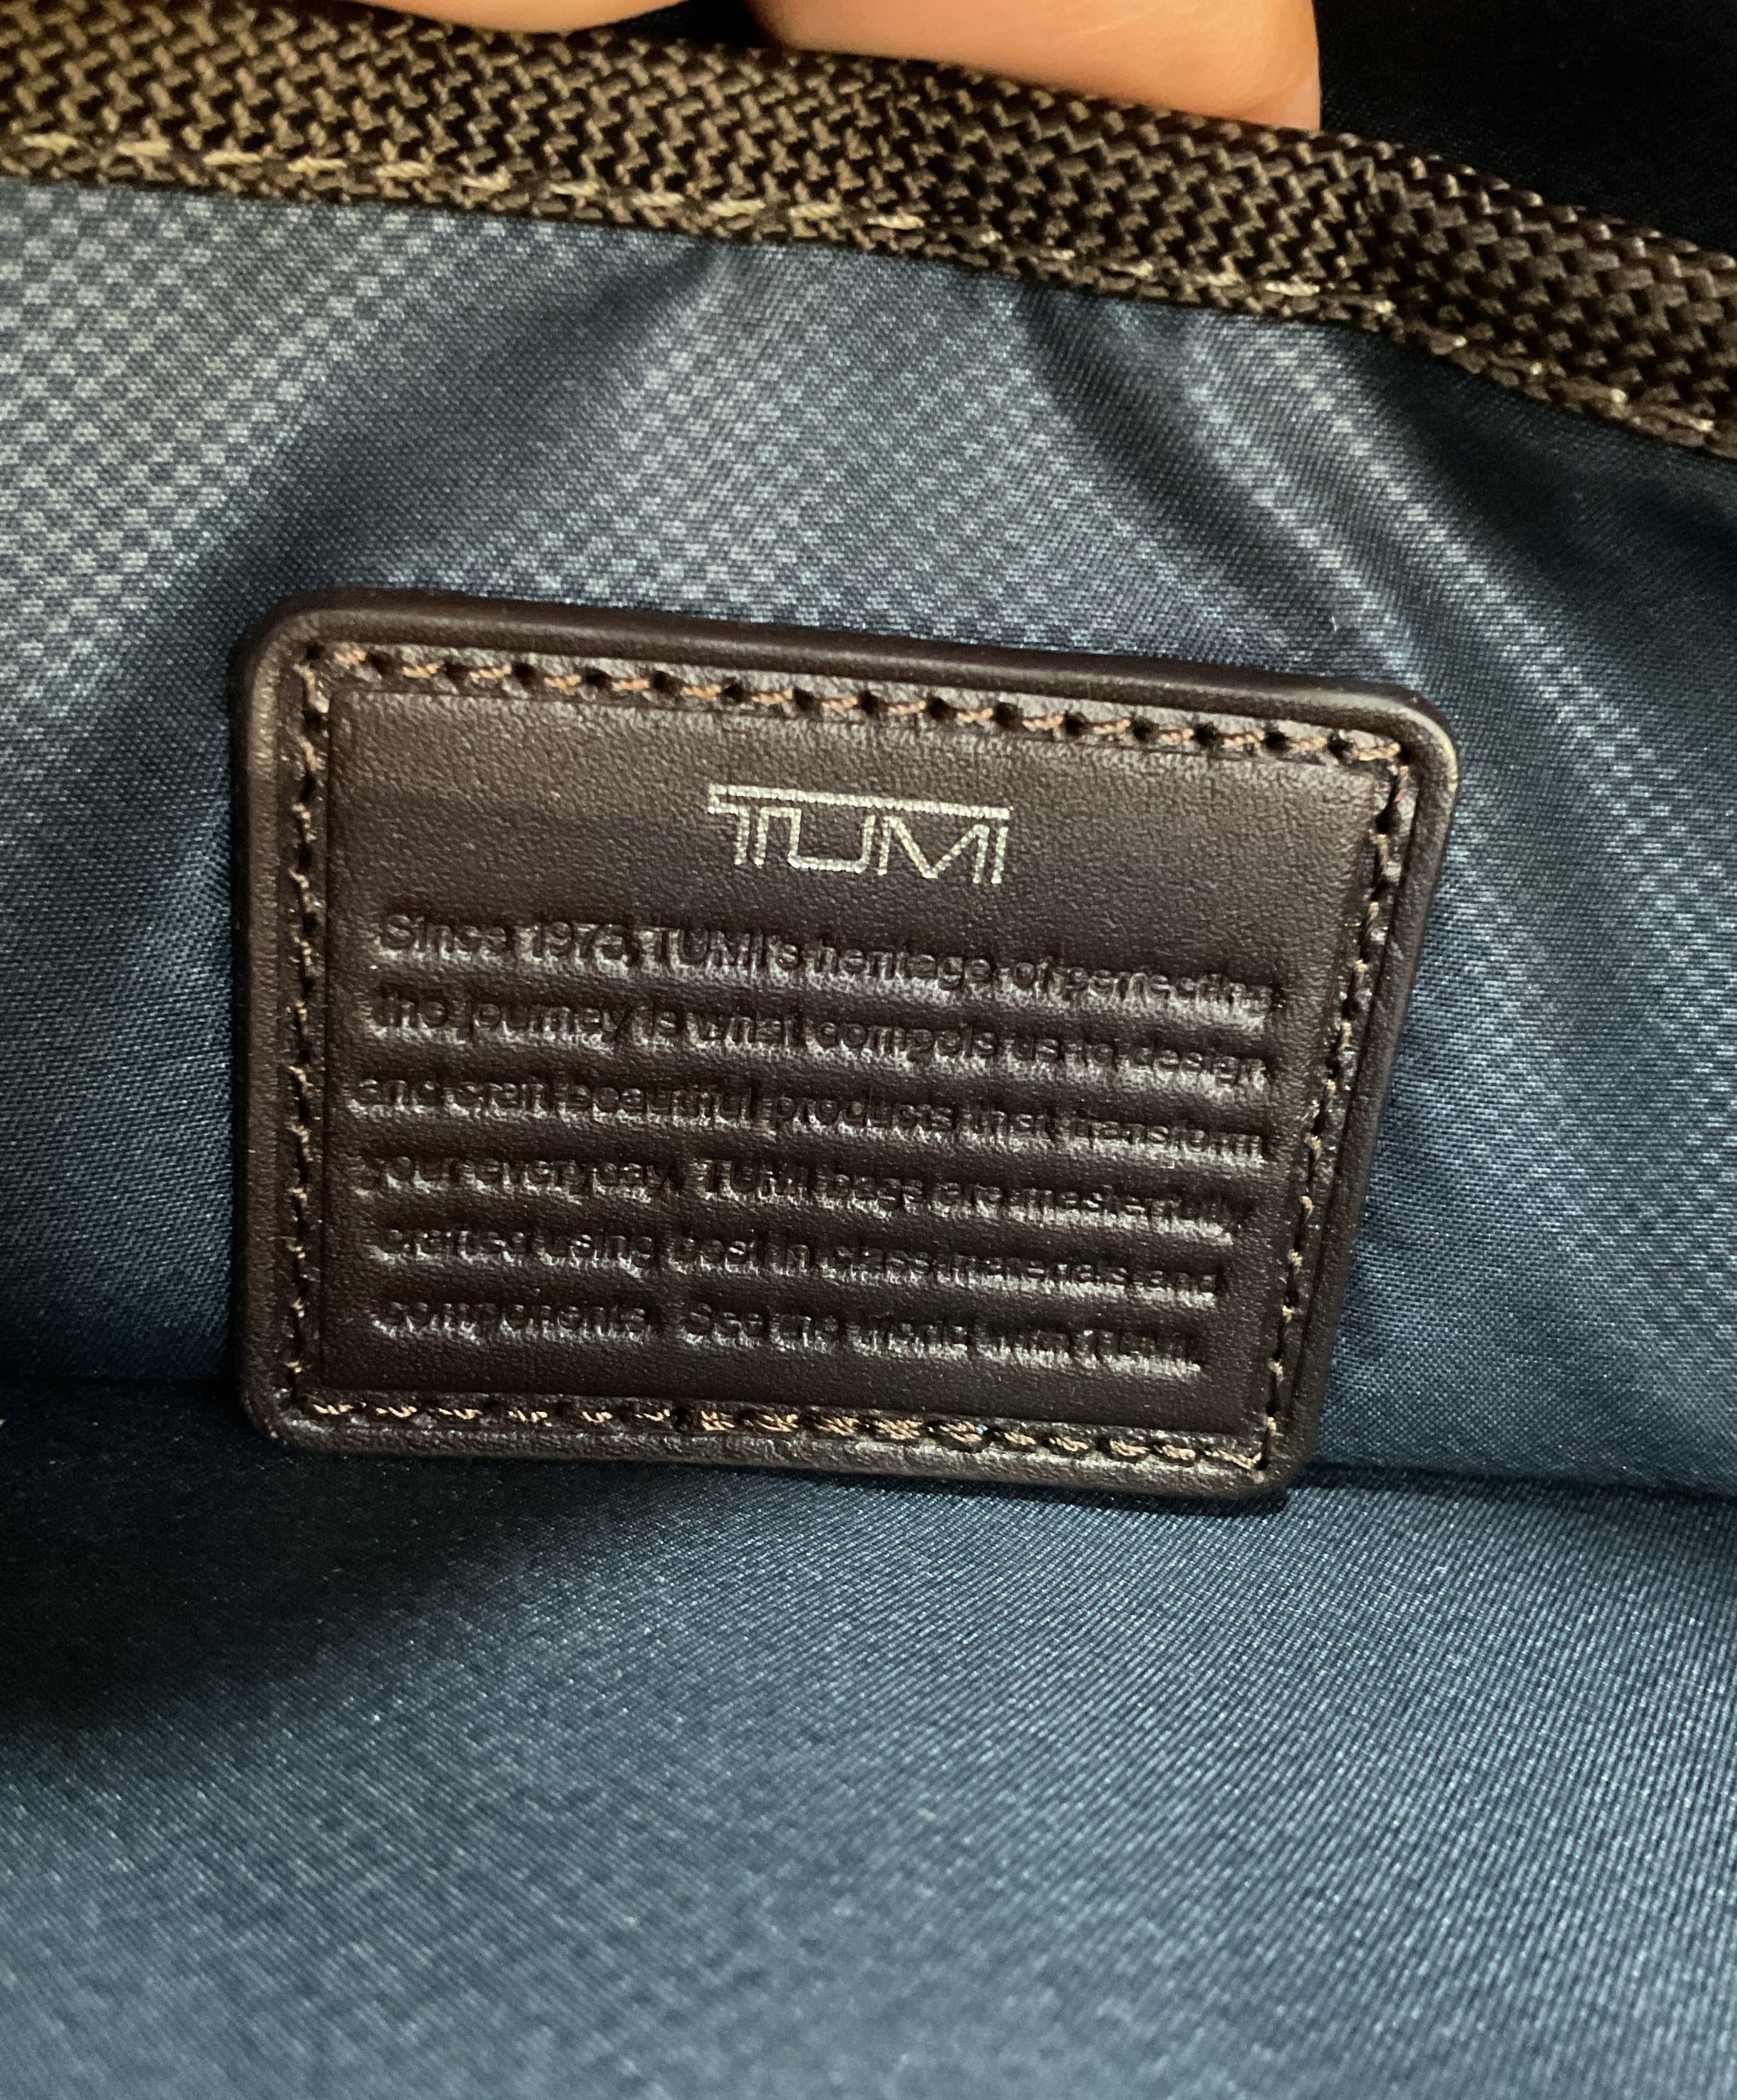 TUMI
Since 1975, TUMI's heritage of perfecting
the journey is what compels us to design
and craft beautiful products that transform
your everyday. TUMI bags are masterfully
crafted using best in class materials and
components. See the world with TUMI.